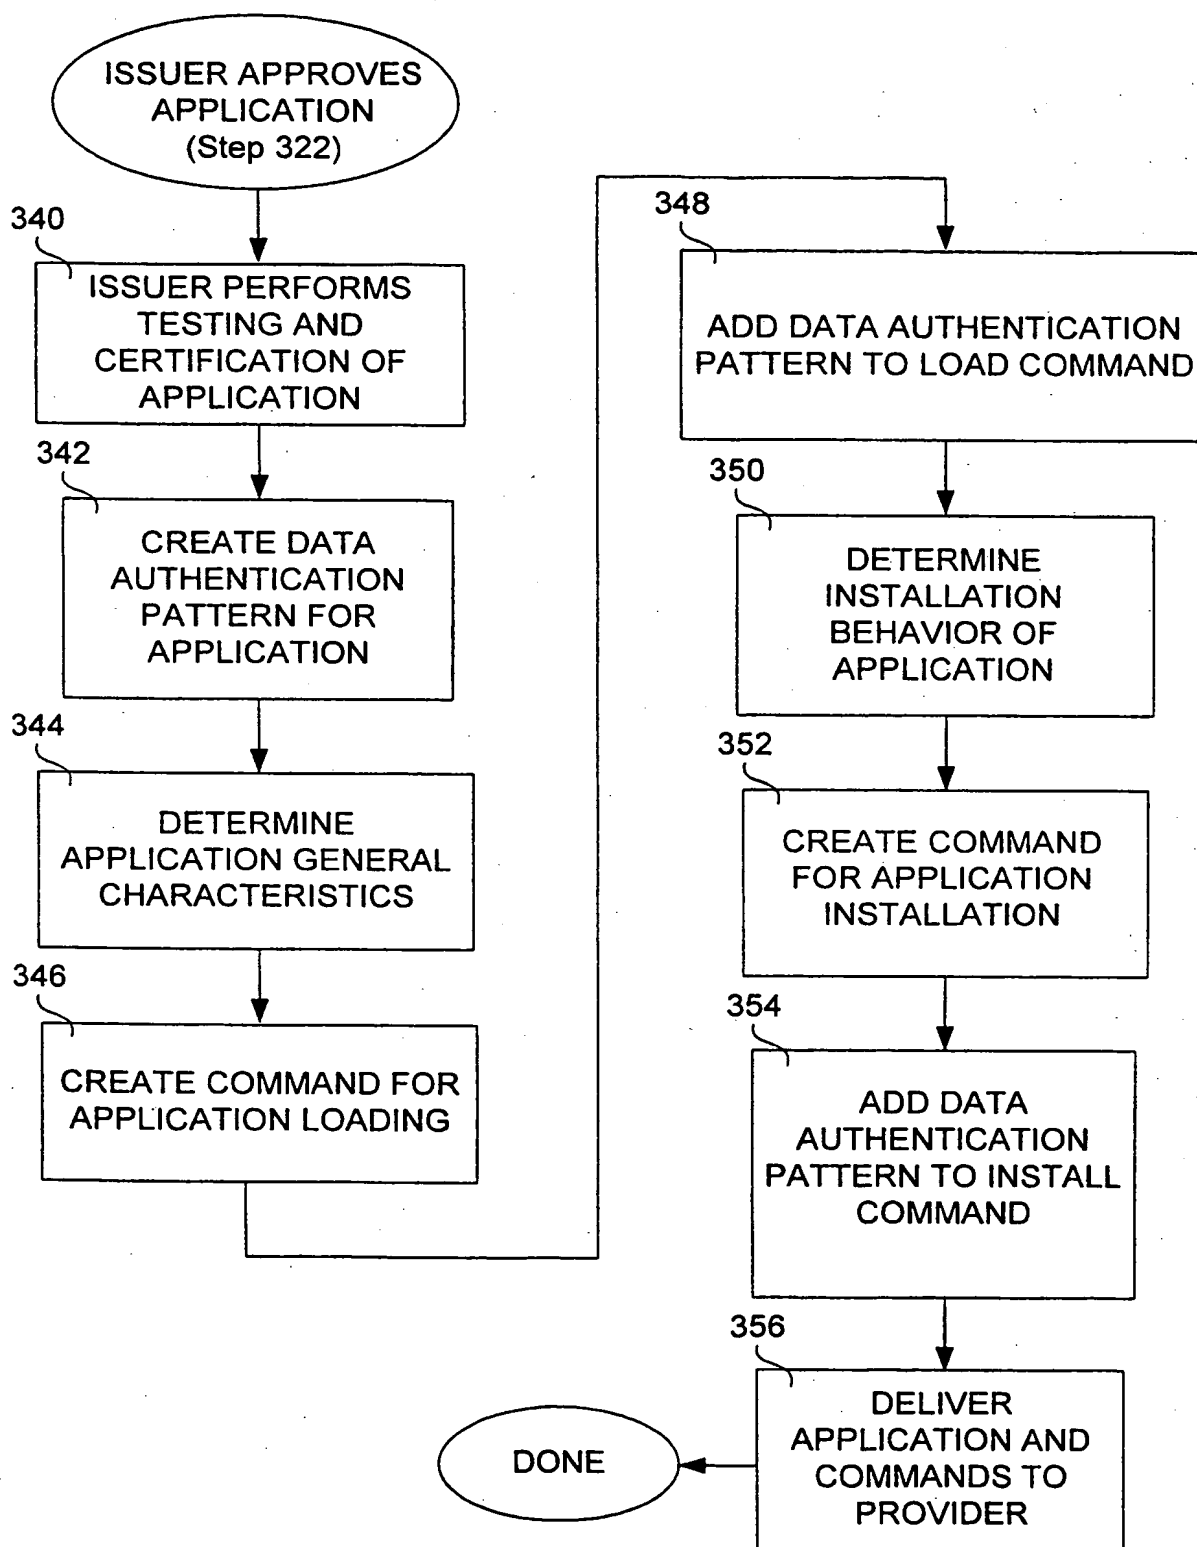 ISSUER APPROVES
APPLICATION
(Step 322)
340
ISSUER PERFORMS
TESTING AND
CERTIFICATION OF
APPLICATION
342
CREATE DATA
AUTHENTICATION
PATTERN FOR
APPLICATION
344
DETERMINE
APPLICATION GENERAL
CHARACTERISTICS
346
CREATE COMMAND FOR
APPLICATION LOADING
348
ADD DATA AUTHENTICATION
PATTERN TO LOAD COMMAND
350
DETERMINE
INSTALLATION
BEHAVIOR OF
APPLICATION
352
CREATE COMMAND
FOR APPLICATION
INSTALLATION
354
ADD DATA
AUTHENTICATION
PATTERN TO INSTALL
COMMAND
356
DELIVER
APPLICATION AND
COMMANDS TO
PROVIDER
DONE